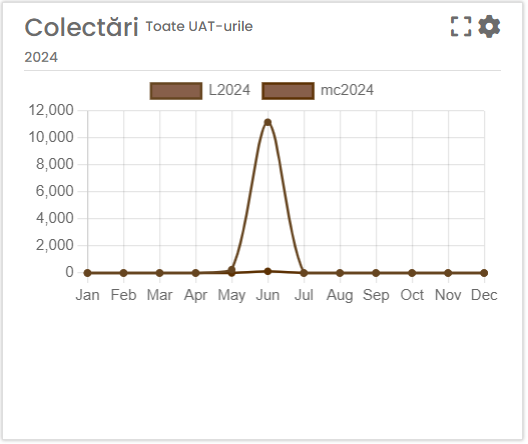 Colectări Toate UAT-urile
2024
L2024 mc2024
12,000
10,000
8,000
6,000
4,000
2,000
0
Jan Feb Mar Apr May Jun Jul Aug Sep Oct Nov Dec